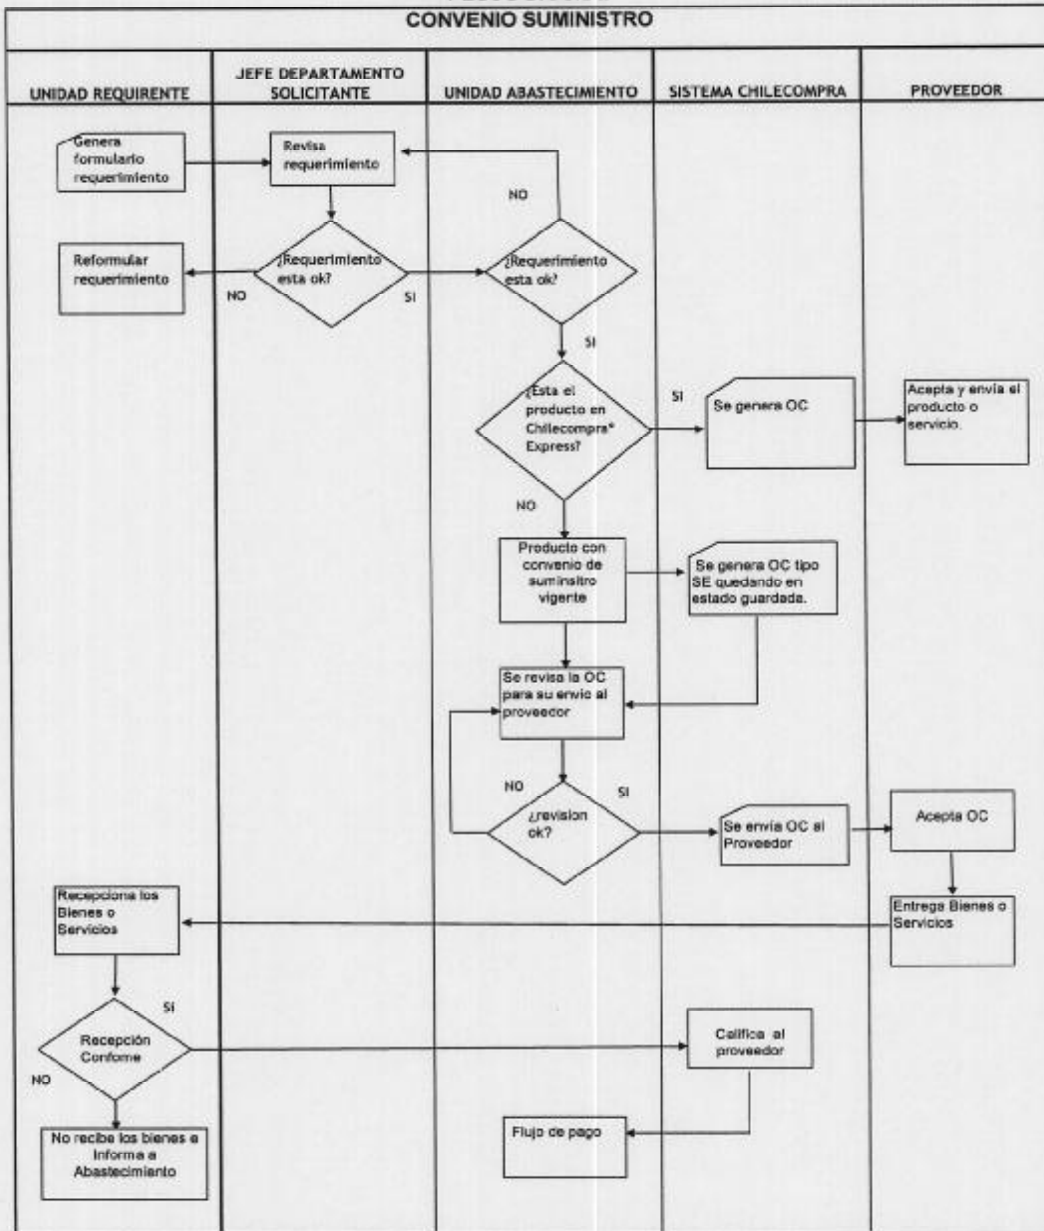 CONVENIO SUMINISTRO
UNIDAD REQUIRENTE
JEFE DEPARTAMENTO
SOLICITANTE
UNIDAD ABASTECIMIENTO
SISTEMA CHILECOMPRA
PROVEEDOR
Genera
formulario
requerimiento
Revisa
requerimiento
NO
Reformular
requerimiento
¿Requerimiento
esta ok?
NO
SI
¿Requerimiento
esta ok?
SI
¿Esta el
producto en
Chilecompra
Express?
SI
NO
Se genera OC
Acepta y envía el
producto o
servicio.
Producto con
convenio de
suminsitro
vigente
Se genera OC tipo
SE quedando en
estado guardada.
Se revisa la OC
para su envio al
proveedor
NO
SI
¿revision
ok?
Se envía OC al
Proveedor
Acepta OC
Entrega Bienes o
Servicios
Recepciona los
Bienes o
Servicios
SI
Recepción
Confome
NO
Califica al
proveedor
Flujo de pago
No recibe los bienes e
Informa a
Abastecimiento